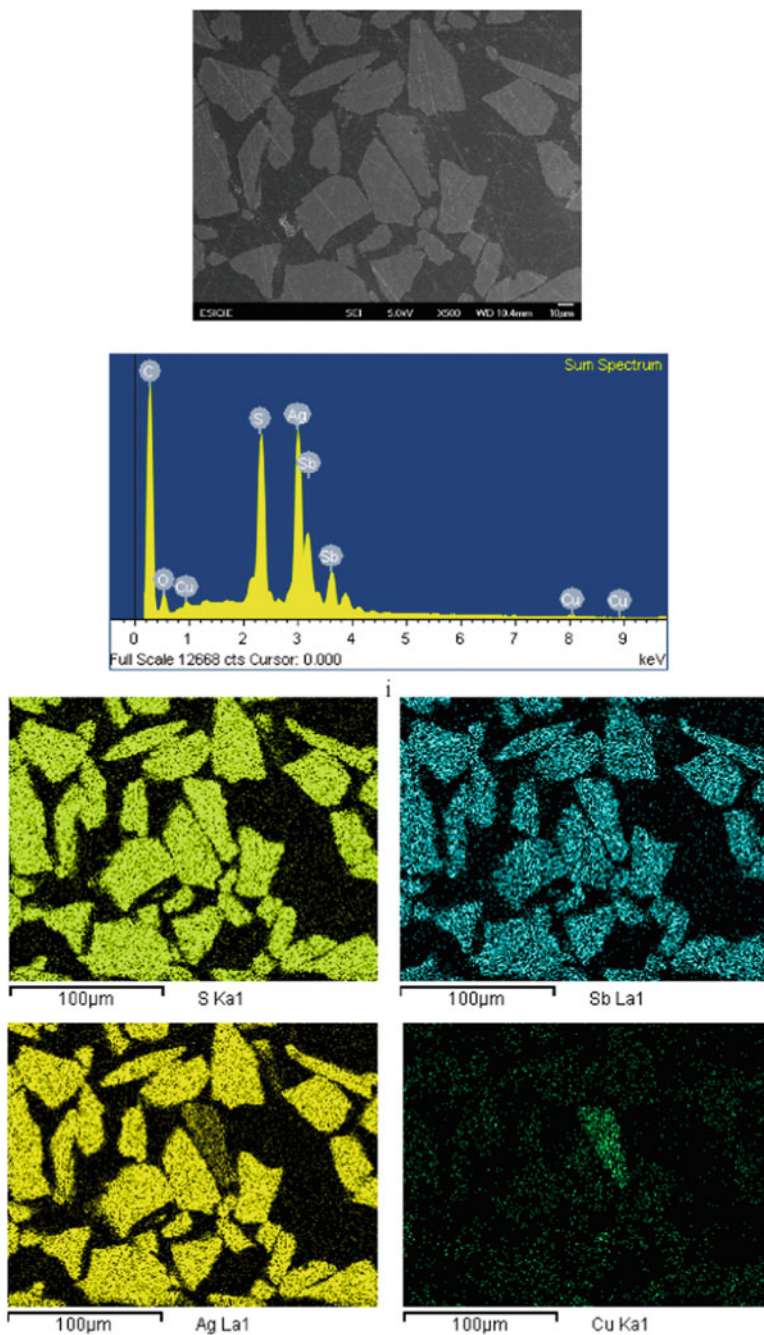 ESIQIE SEI 5.0kV X500 WD 10.4mm 10µm
Sum Spectrum
C
S
Ag
Sb
Sb
O
Cu
Cu
Cu
0 1 2 3 4 5 6 7 8 9
Full Scale 12668 cts Cursor: 0.000 keV
i
100µm S Ka1
100µm Sb La1
100µm Ag La1
100µm Cu Ka1